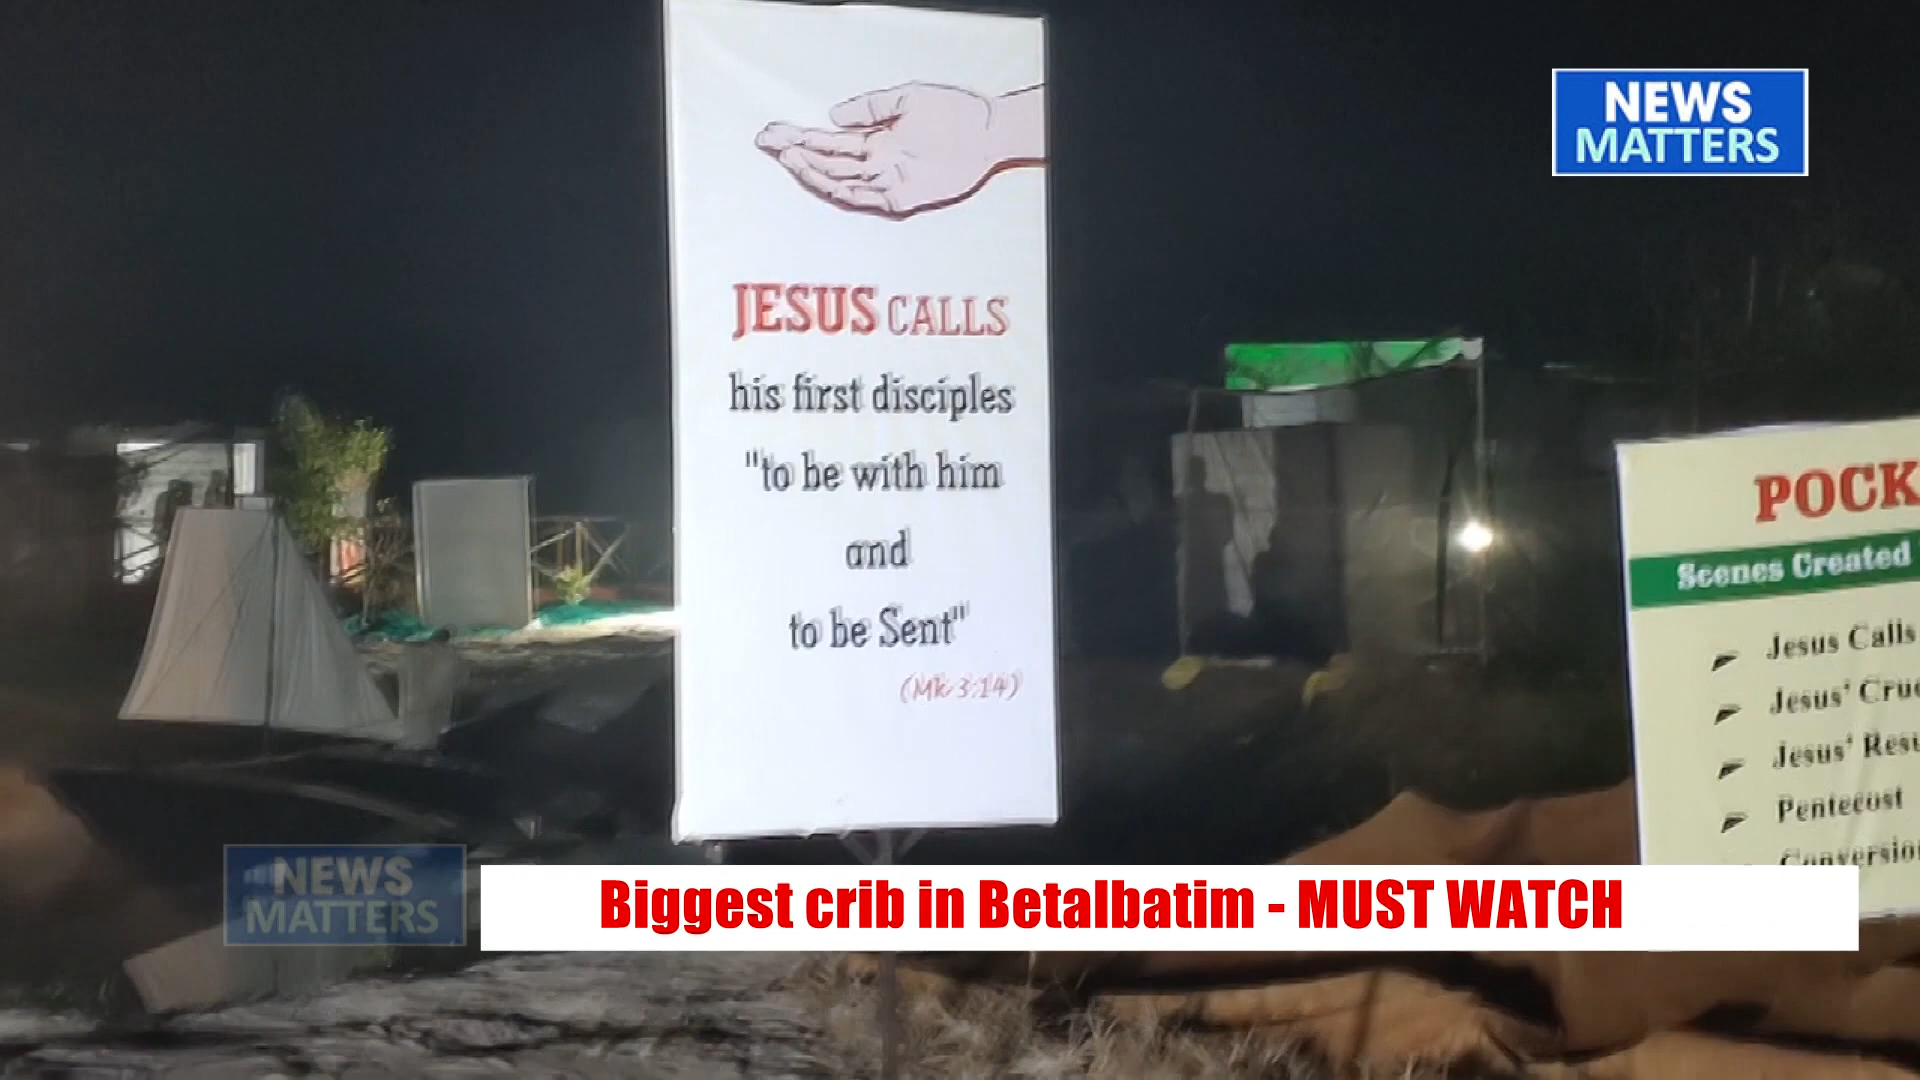 NEWS
MATTERS
JESUS CALLS
his first disciples
"to be with him
and
to be Sent"
(Mk:3:14)
POCK
Scenes Created
Jesus Calls
Jesus' Cru
Jesus' Res
Pentecost
Conversio
NEWS
MATTERS
Biggest crib in Betalbatim - MUST WATCH